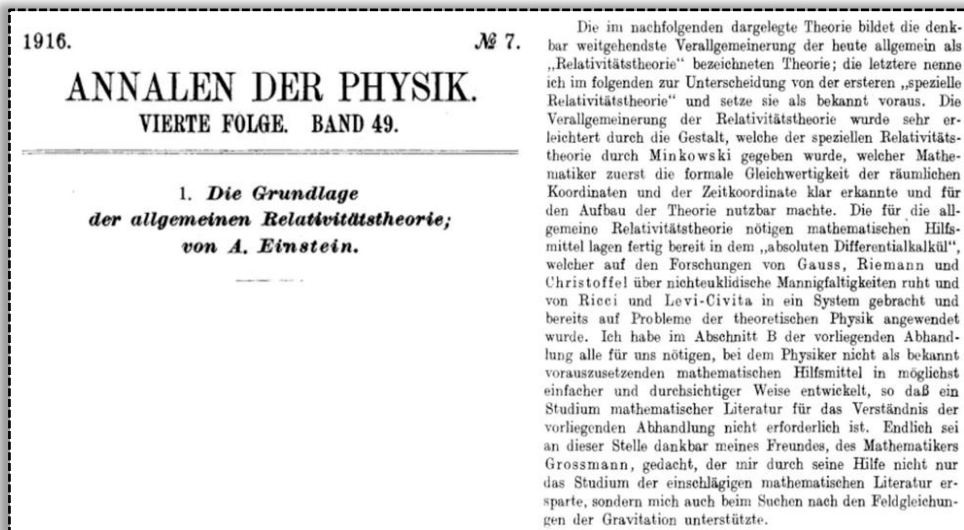 1916.
№ 7.
ANNALEN DER PHYSIK.
VIERTE FOLGE. BAND 49.
1. Die Grundlage
der allgemeinen Relativitätstheorie;
von A. Einstein.
Die im nachfolgenden dargelegte Theorie bildet die denk-
bar weitgehendste Verallgemeinerung der heute allgemein als
„Relativitätstheorie“ bezeichneten Theorie; die letztere nenne
ich im folgenden zur Unterscheidung von der ersteren „spezielle
Relativitätstheorie“ und setze sie als bekannt voraus. Die
Verallgemeinerung der Relativitätstheorie wurde sehr er-
leichtert durch die Gestalt, welche der speziellen Relativitäts-
theorie durch Minkowski gegeben wurde, welcher Mathe-
matiker zuerst die formale Gleichwertigkeit der räumlichen
Koordinaten und der Zeitkoordinate klar erkannte und für
den Aufbau der Theorie nutzbar machte. Die für die all-
gemeine Relativitätstheorie nötigen mathematischen Hilfs-
mittel lagen fertig bereit in dem „absoluten Differentialkalkül“,
welcher auf den Forschungen von Gauss, Riemann und
Christoffel über nichteuklidische Mannigfaltigkeiten ruht und
von Ricci und Levi-Civita in ein System gebracht und
bereits auf Probleme der theoretischen Physik angewendet
wurde. Ich habe im Abschnitt B der vorliegenden Abhand-
lung alle für uns nötigen, bei dem Physiker nicht als bekannt
vorauszusetzenden mathematischen Hilfsmittel in möglichst
einfacher und durchsichtiger Weise entwickelt, so daß ein
Studium mathematischer Literatur für das Verständnis der
vorliegenden Abhandlung nicht erforderlich ist. Endlich sei
an dieser Stelle dankbar meines Freundes, des Mathematikers
Grossmann, gedacht, der mir durch seine Hilfe nicht nur
das Studium der einschlägigen mathematischen Literatur er-
sparte, sondern mich auch beim Suchen nach den Feldgleichun-
gen der Gravitation unterstützte.